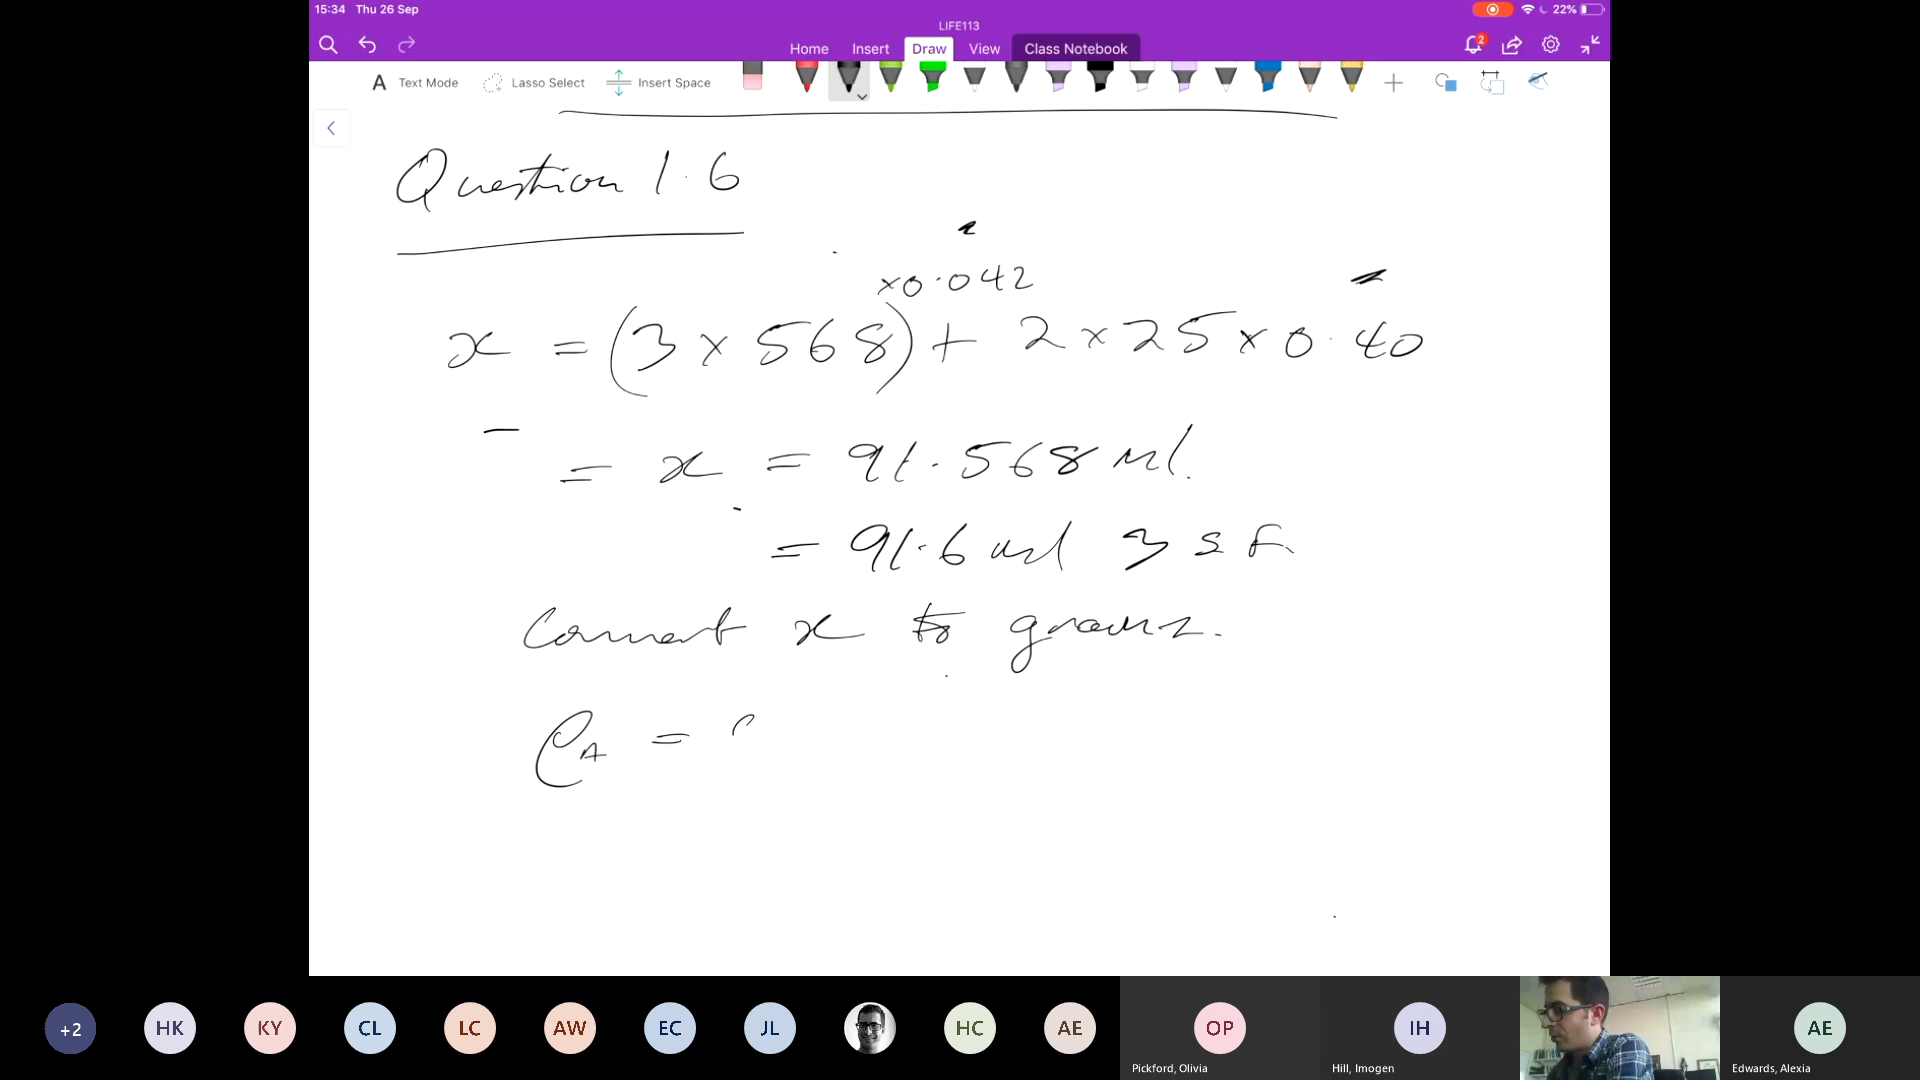 15:34 Thu 26 Sep
22%
LIFE113
Home Insert Draw View Class Notebook
2
A Text Mode Lasso Select Insert Space
Question 1.6
×0.042
x = (3 × 568) + 2 × 25 × 0.40
= x = 91.568 ml.
= 91.6 ml 3 S F.
Convert x to grams.
ρA =
+2 HK KY CL LC AW EC JL HC AE OP IH AE
Pickford, Olivia Hill, Imogen Edwards, Alexia